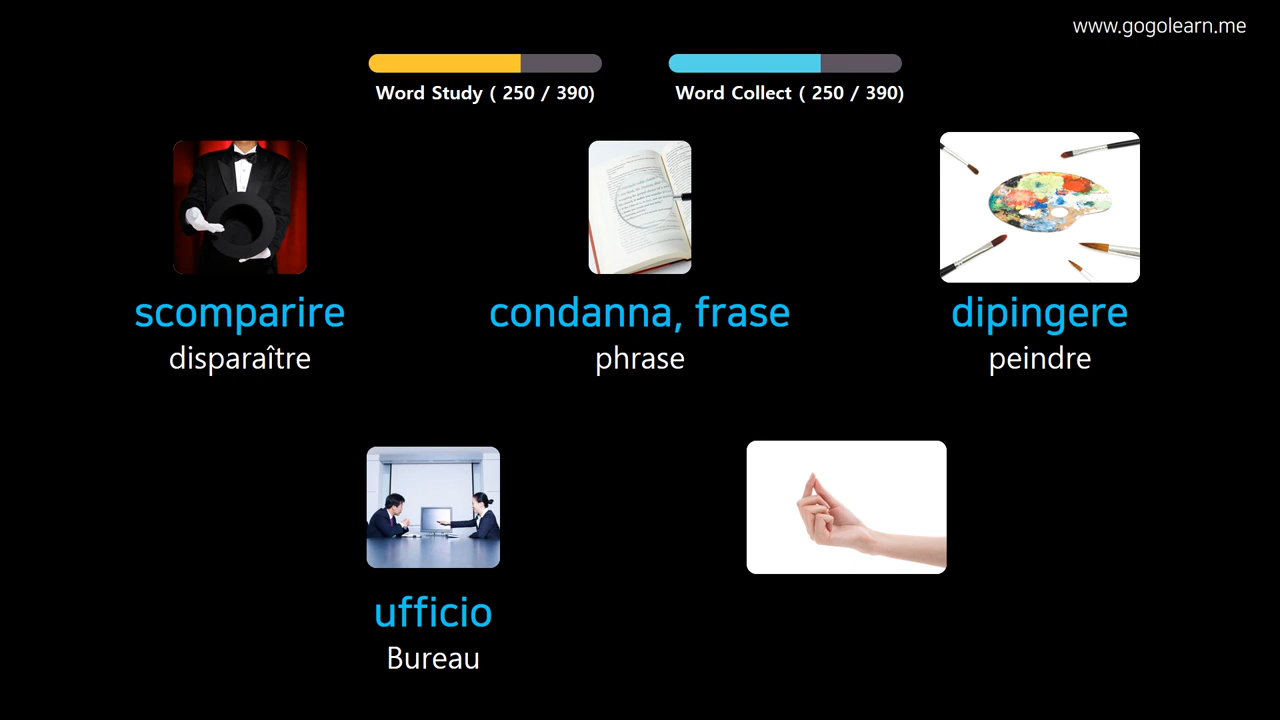 www.gogolearn.me
Word Study ( 250 / 390)
Word Collect ( 250 / 390)
scomparire
disparaître
condanna, frase
phrase
dipingere
peindre
ufficio
Bureau